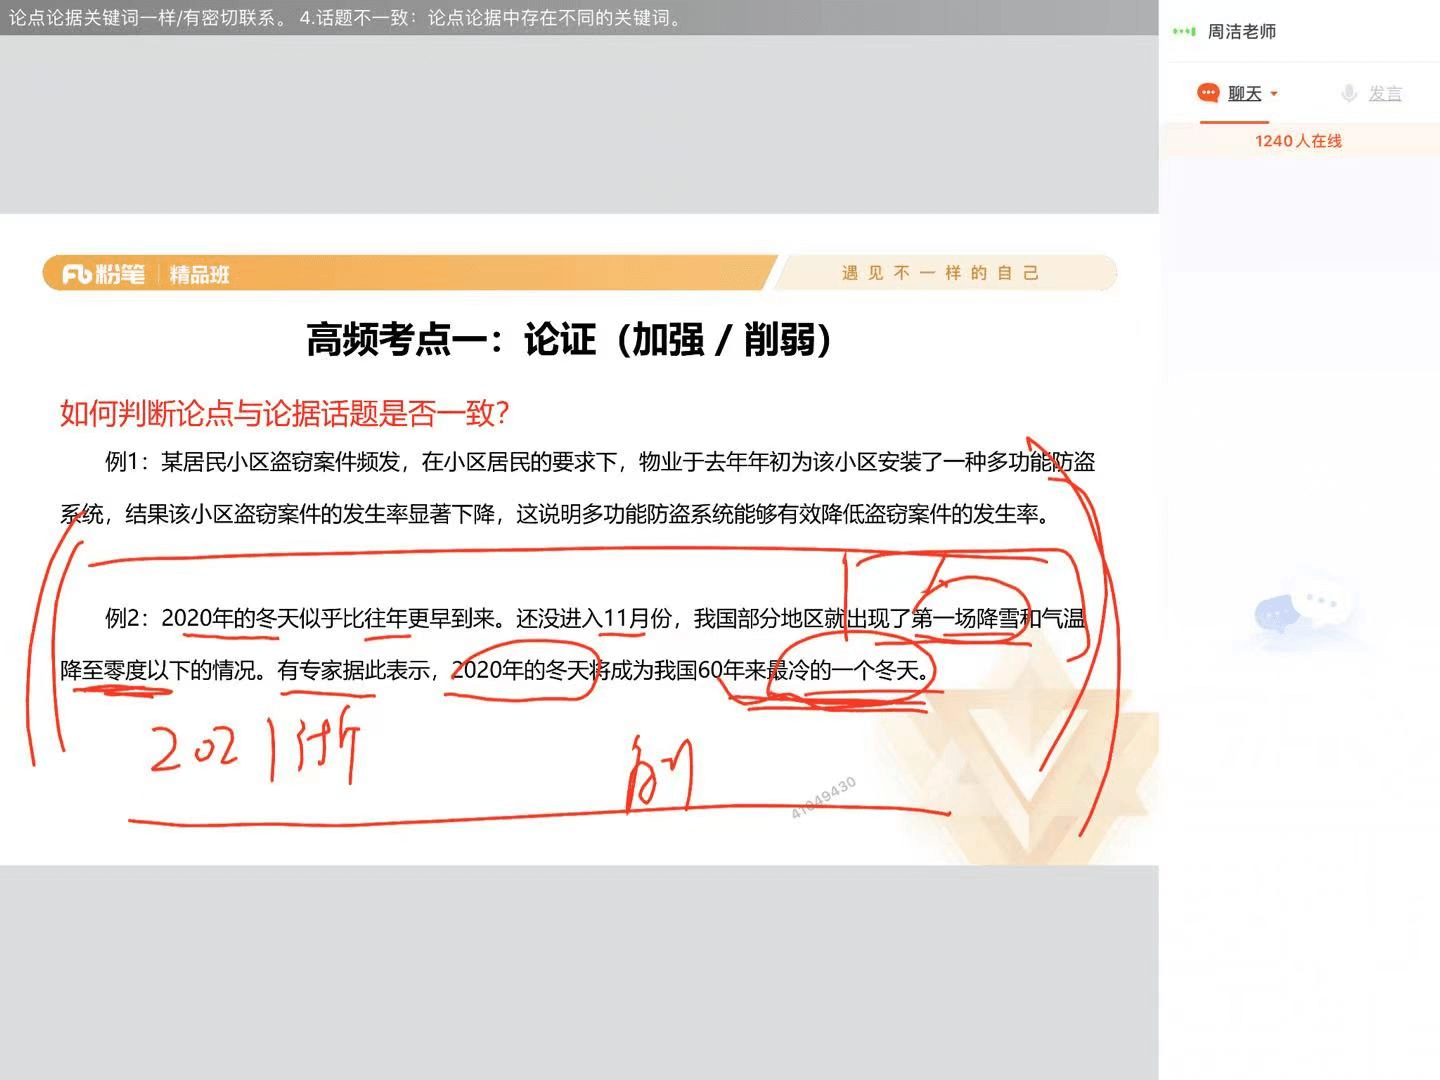 论点论据关键词一样/有密切联系。 4.话题不一致：论点论据中存在不同的关键词。
周洁老师
聊天
发言
1240人在线
粉笔 精品班
遇见不一样的自己
高频考点一：论证（加强 / 削弱）
如何判断论点与论据话题是否一致？
例1：某居民小区盗窃案件频发，在小区居民的要求下，物业于去年年初为该小区安装了一种多功能防盗
系统，结果该小区盗窃案件的发生率显著下降，这说明多功能防盗系统能够有效降低盗窃案件的发生率。
例2：2020年的冬天似乎比往年更早到来。还没进入11月份，我国部分地区就出现了第一场降雪和气温
降至零度以下的情况。有专家据此表示，2020年的冬天将成为我国60年来最冷的一个冬天。
2021浙
削
41049430